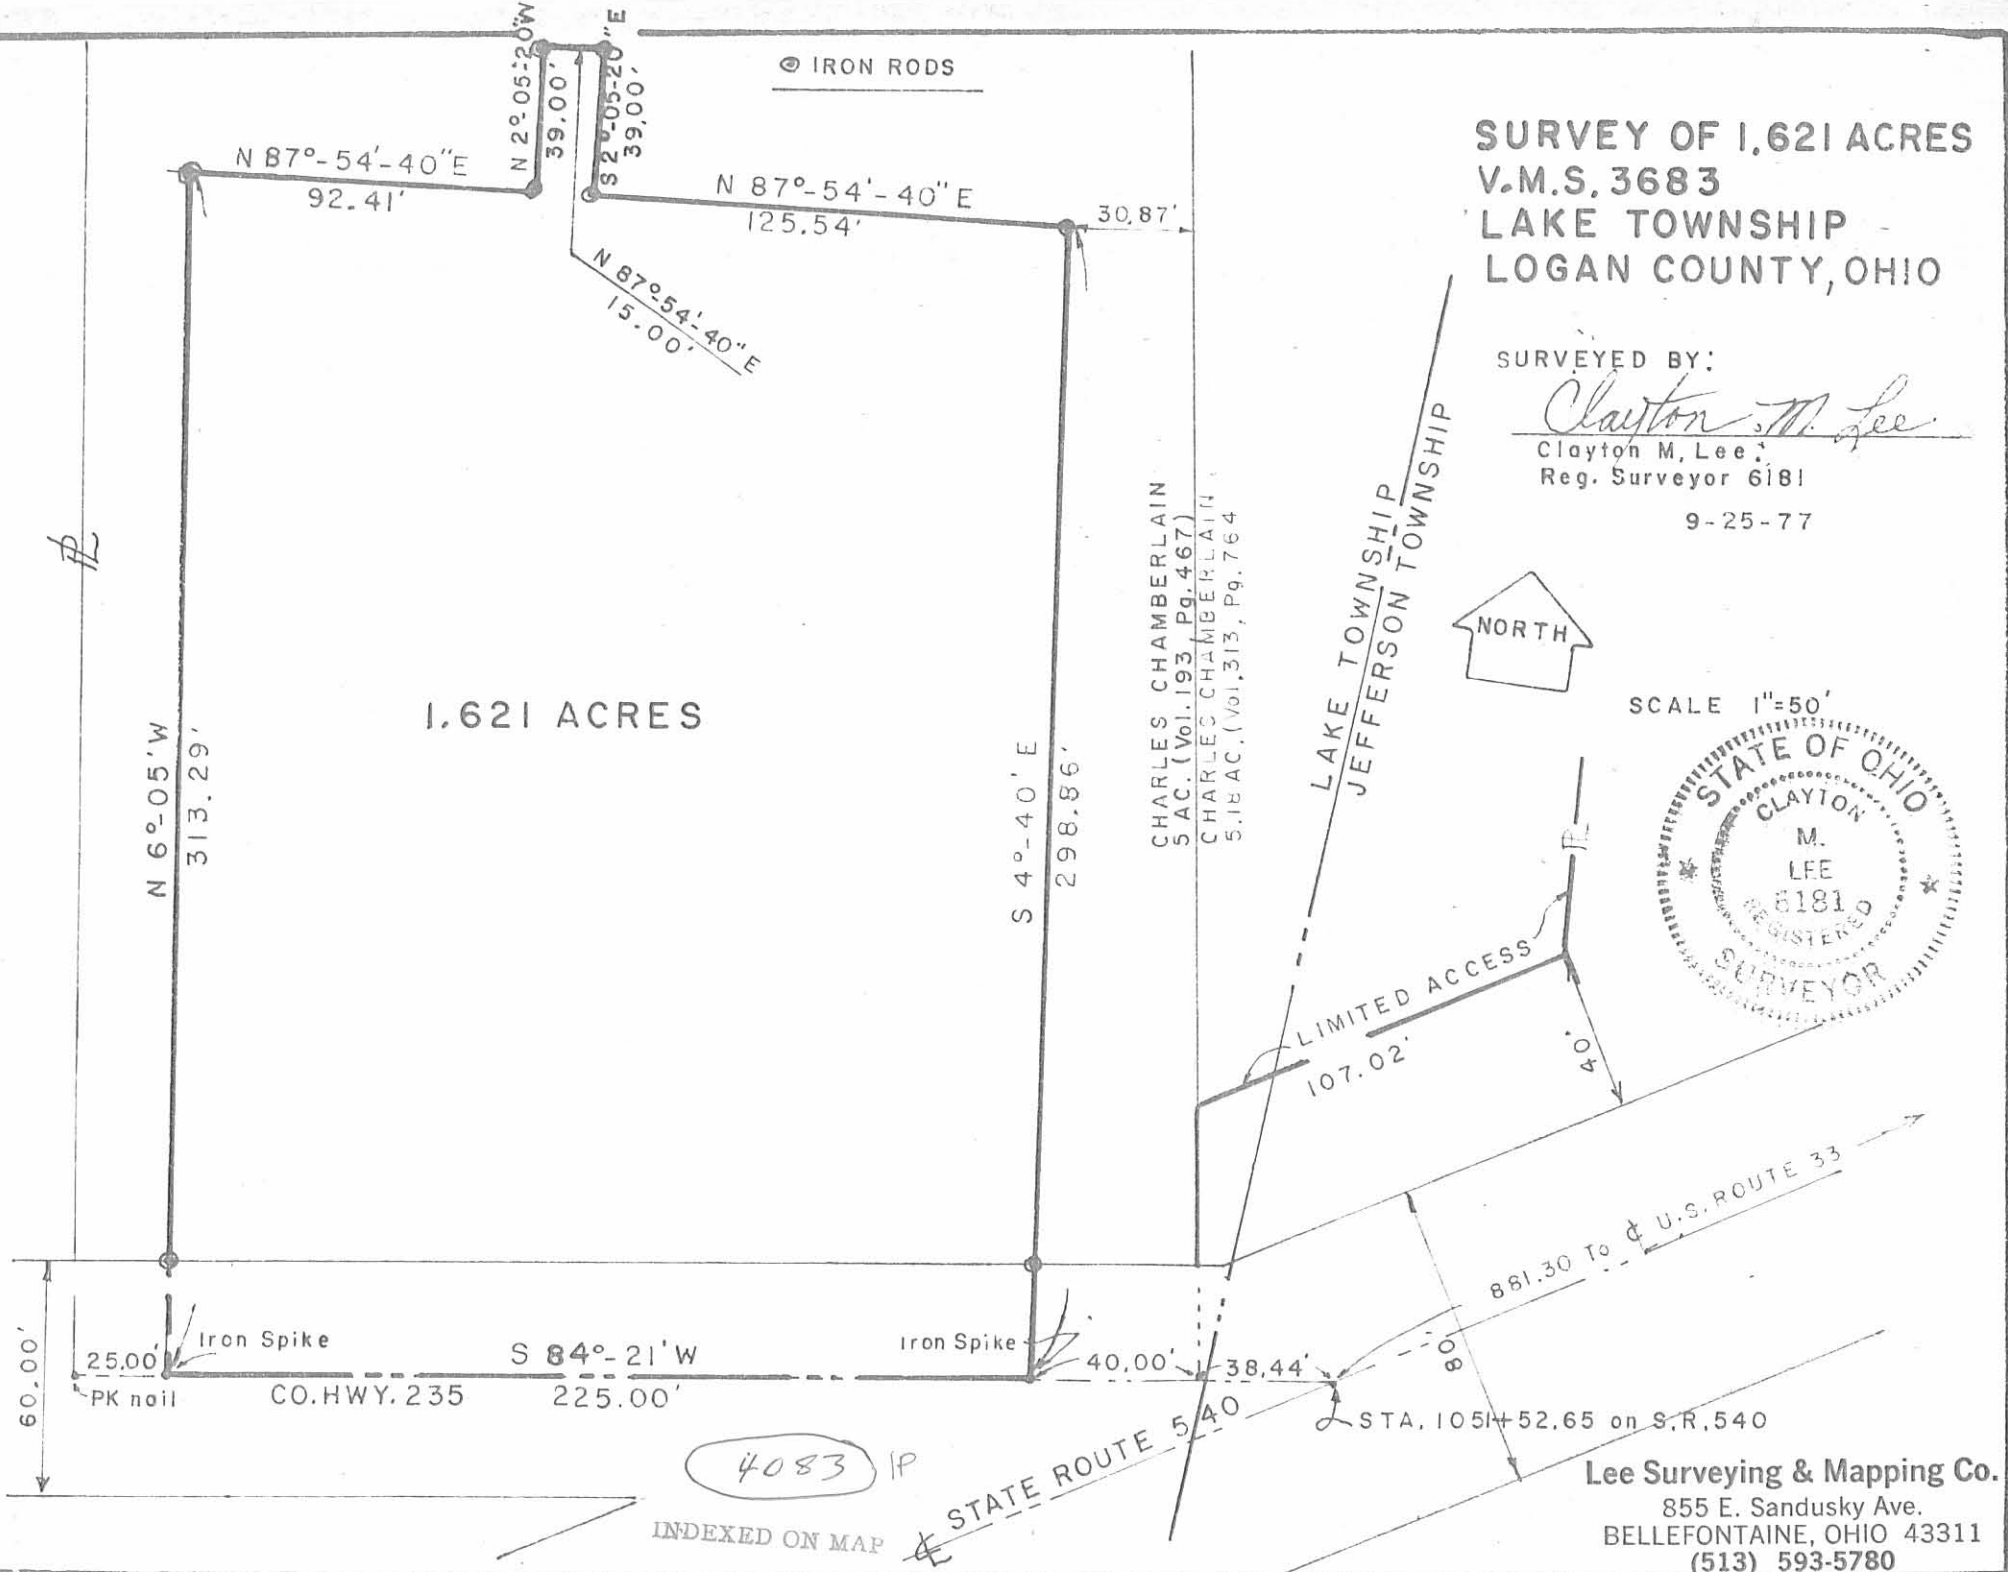 N 2°-05'-20"W
39.00'
S 2°-05-20"E
39.00'
IRON RODS
N 87°-54'-40"E
92.41'
N 87°-54'-40"E
125.54'
30.87'
N 87°-54'-40"E
15.00'
SURVEY OF 1.621 ACRES
V.M.S. 3683
LAKE TOWNSHIP
LOGAN COUNTY, OHIO
SURVEYED BY:
Clayton M. Lee
Clayton M. Lee
Reg. Surveyor 6181
9-25-77
PL
1.621 ACRES
N 6°-05'W
313.29'
S 4°-40'E
298.86'
CHARLES CHAMBERLAIN
5 AC. (Vol. 193, Pg. 467)
CHARLES CHAMBERLAIN
5.18 AC. (Vol. 313, Pg. 764
LAKE TOWNSHIP
JEFFERSON TOWNSHIP
NORTH
SCALE 1"=50'
STATE OF OHIO
CLAYTON
M.
LEE
6181
REGISTERED
SURVEYOR
PL
LIMITED ACCESS
107.02'
40'
881.30 To ℄ U.S. ROUTE 33
80'
60.00'
25.00'
PK nail
Iron Spike
S 84°-21'W
CO. HWY. 235 225.00'
Iron Spike
40.00'
38.44'
STA. 1051+52.65 on S.R. 540
℄ STATE ROUTE 540
4083 IP
INDEXED ON MAP
Lee Surveying & Mapping Co.
855 E. Sandusky Ave.
BELLEFONTAINE, OHIO 43311
(513) 593-5780